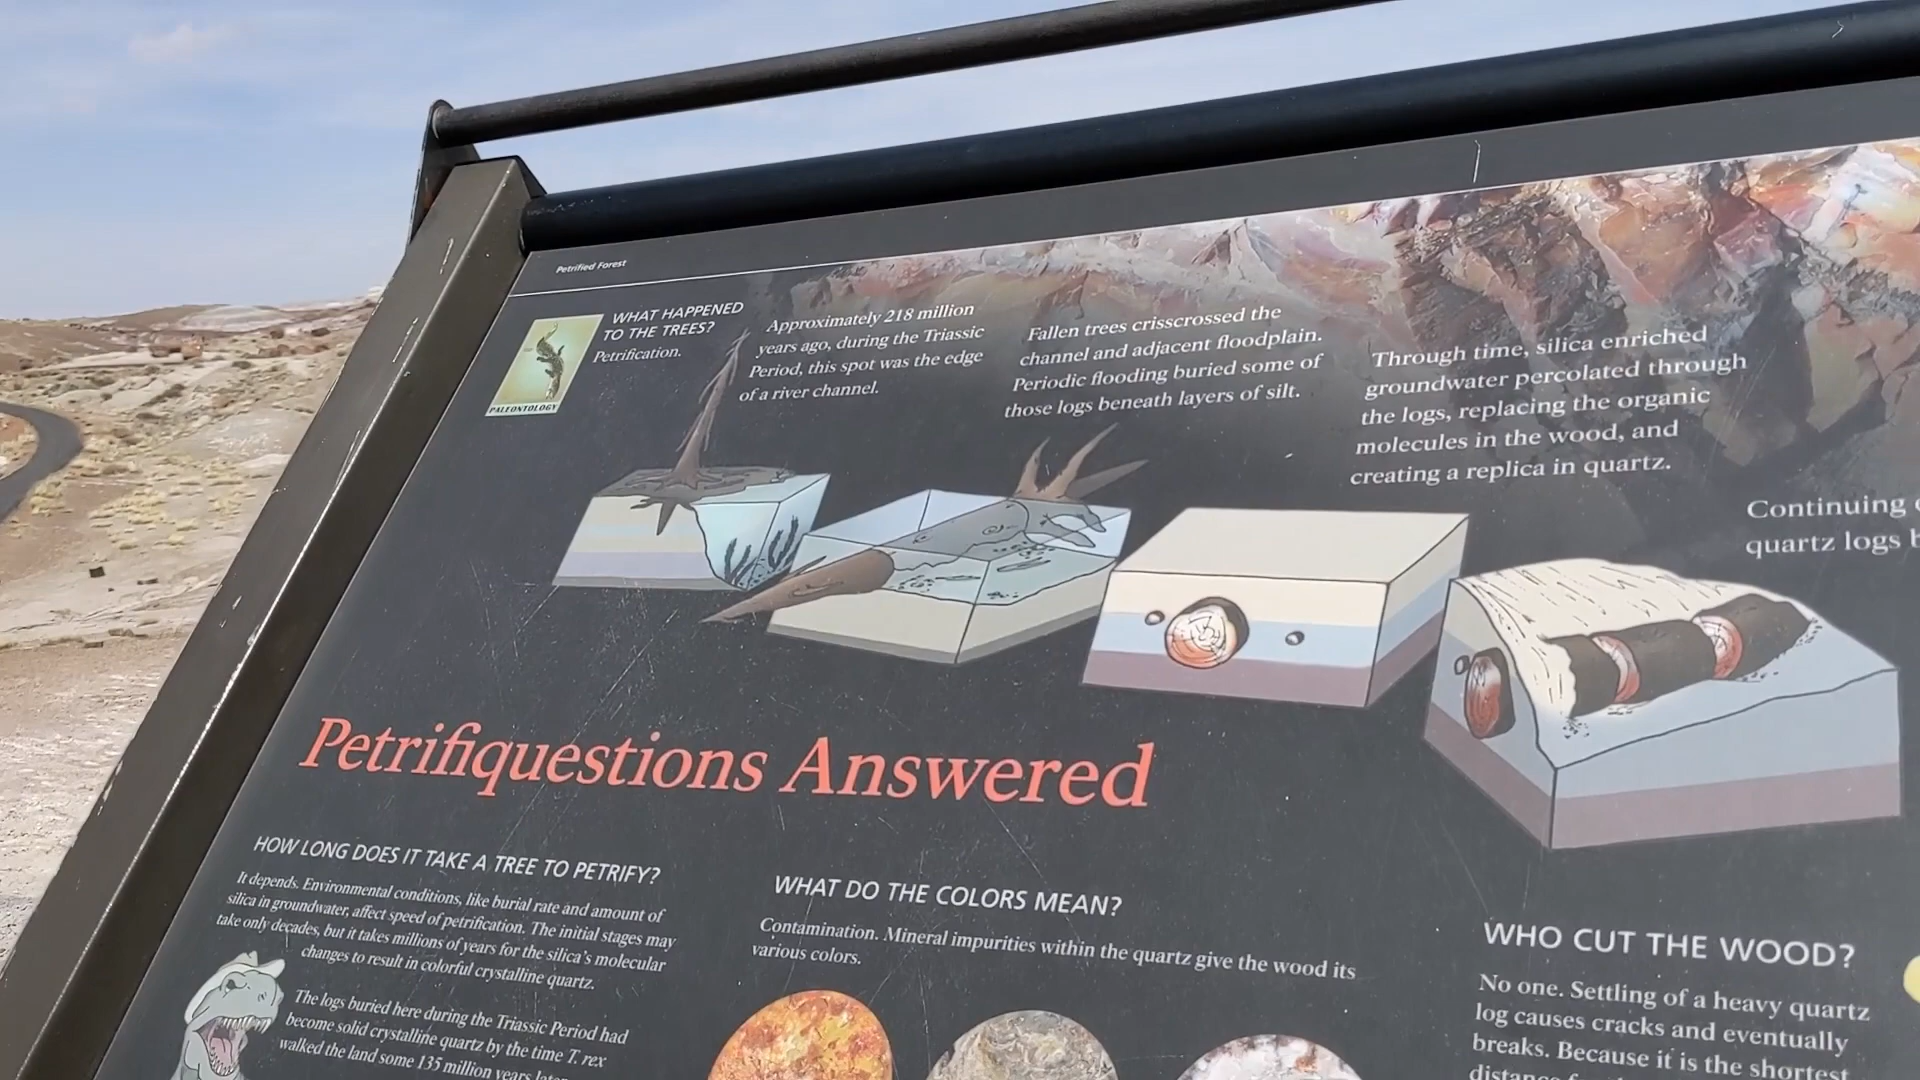 Petrified Forest
WHAT HAPPENED
TO THE TREES?
Petrification.
PALEONTOLOGY
Approximately 218 million
years ago, during the Triassic
Period, this spot was the edge
of a river channel.
Fallen trees crisscrossed the
channel and adjacent floodplain.
Periodic flooding buried some of
those logs beneath layers of silt.
Through time, silica enriched
groundwater percolated through
the logs, replacing the organic
molecules in the wood, and
creating a replica in quartz.
Continuing
quartz logs
Petrifiquestions Answered
HOW LONG DOES IT TAKE A TREE TO PETRIFY?
It depends. Environmental conditions, like burial rate and amount of
silica in groundwater, affect speed of petrification. The initial stages may
take only decades, but it takes millions of years for the silica's molecular
changes to result in colorful crystalline quartz.
The logs buried here during the Triassic Period had
become solid crystalline quartz by the time T. rex
walked the land some 135 million years
WHAT DO THE COLORS MEAN?
Contamination. Mineral impurities within the quartz give the wood its
various colors.
WHO CUT THE WOOD?
No one. Settling of a heavy quartz
log causes cracks and eventually
breaks. Because it is the shortest